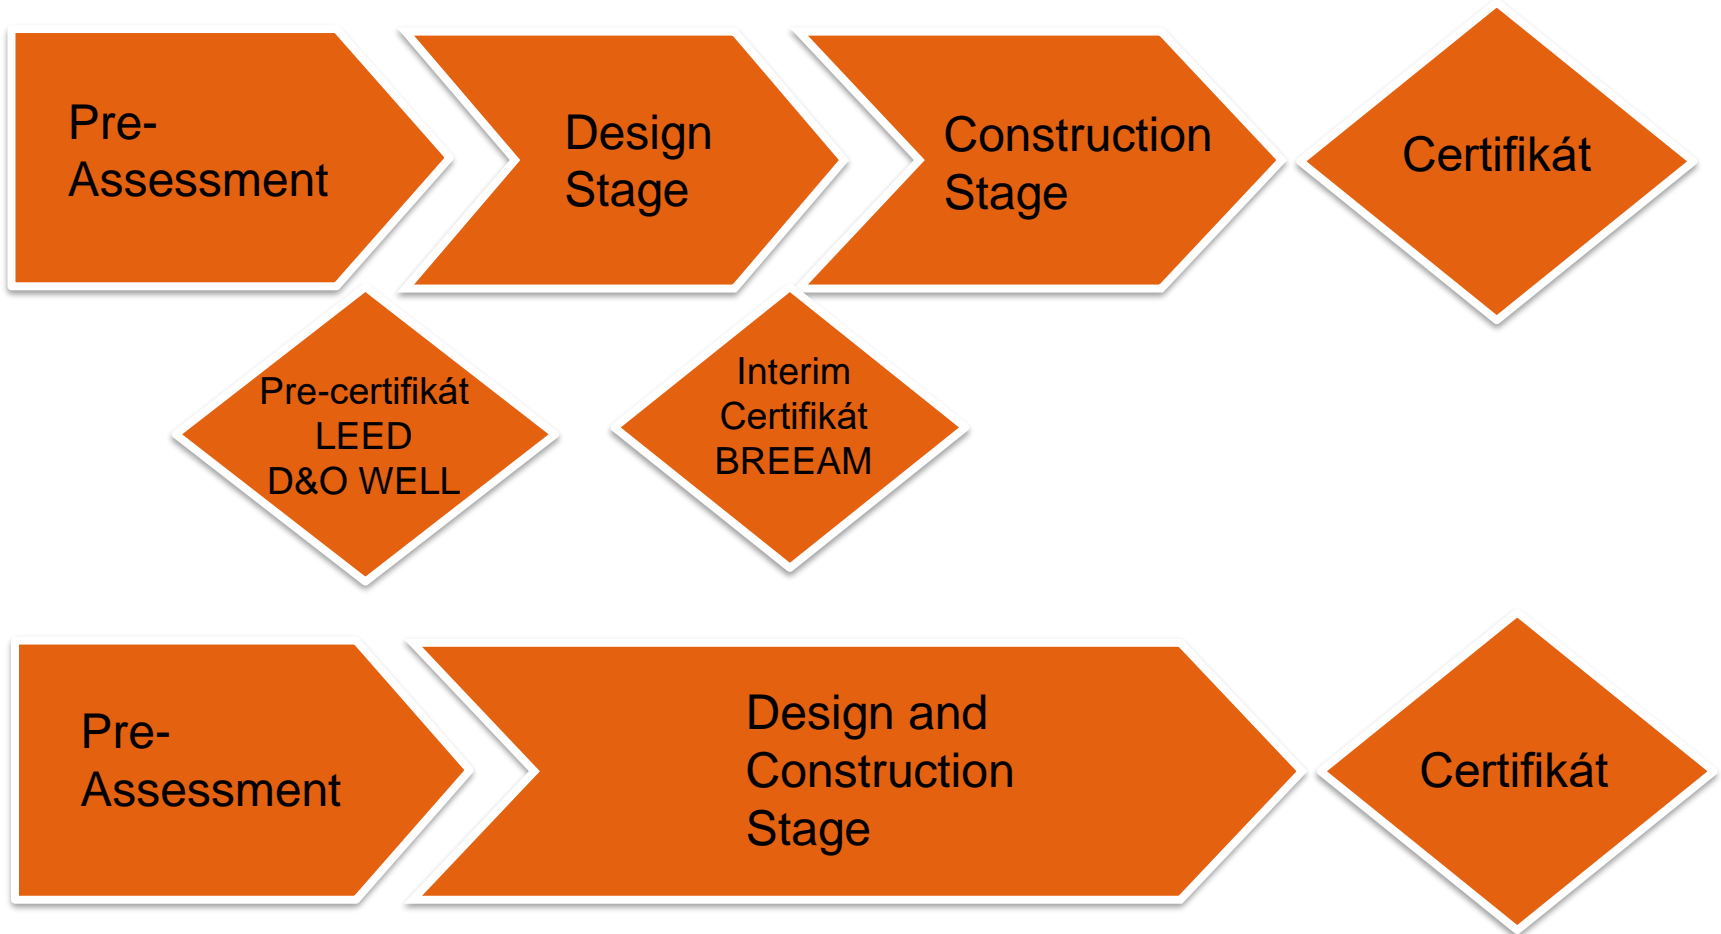 Pre-
Assessment
Design
Stage
Construction
Stage
Certifikát
Pre-certifikát
LEED
D&O WELL
Interim
Certifikát
BREEAM
Pre-
Assessment
Design and
Construction
Stage
Certifikát